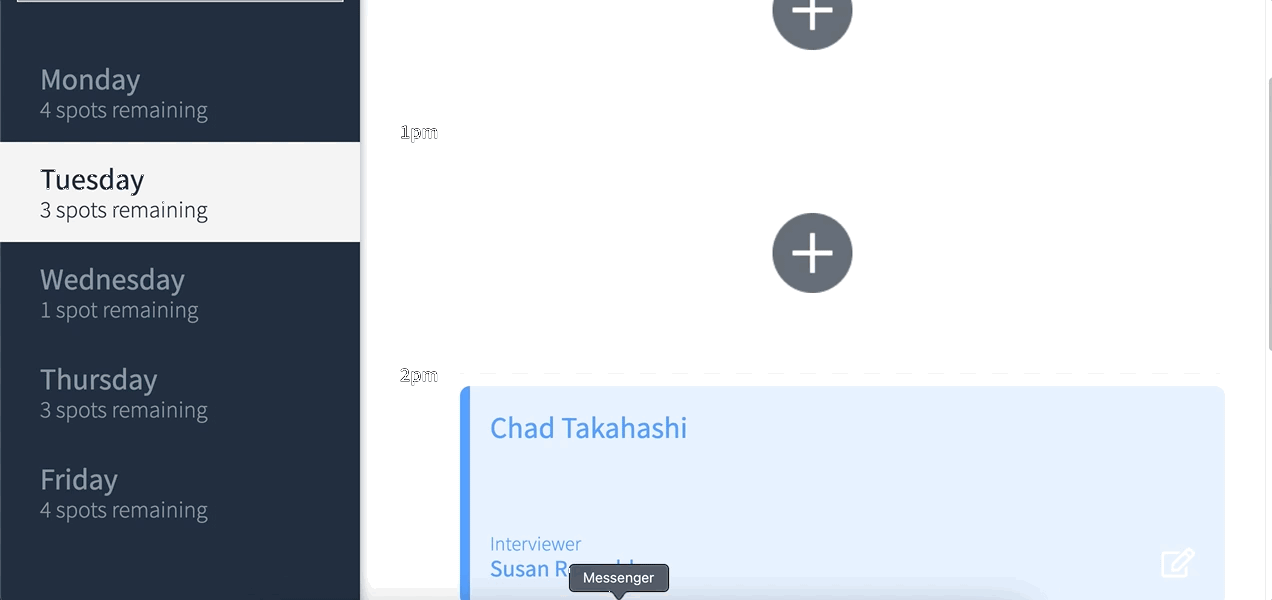 Monday
4 spots remaining
Tuesday
3 spots remaining
Wednesday
1 spot remaining
Thursday
3 spots remaining
Friday
4 spots remaining
1pm
2pm
Chad Takahashi
Interviewer
Susan
Messenger